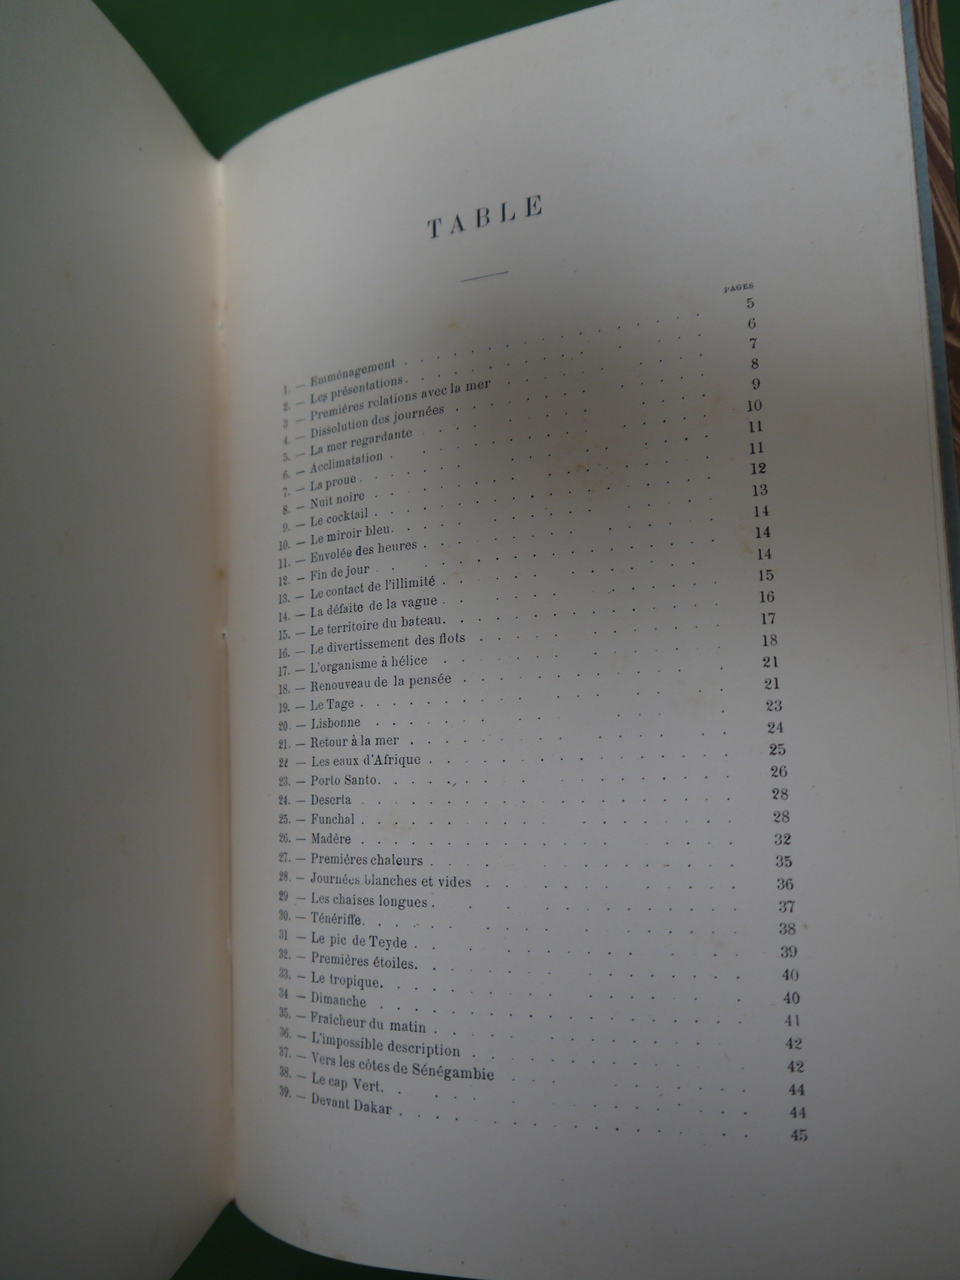 TABLE
PAGES
1. — Emménagement . . . . . . . . . . . . . . . 5
2. — Les présentations. . . . . . . . . . . . . . . 6
3 — Premières relations avec la mer . . . . . . . . . . 7
4. — Dissolution des journées . . . . . . . . . . . . 8
5. — La mer regardante . . . . . . . . . . . . . 9
6. — Acclimatation . . . . . . . . . . . . . . . 10
7. — La proue . . . . . . . . . . . . . . . . 11
8. — Nuit noire . . . . . . . . . . . . . . . . 11
9. — Le cocktail . . . . . . . . . . . . . . . . 12
10. — Le miroir bleu. . . . . . . . . . . . . . . 13
11. — Envolée des heures . . . . . . . . . . . . . 14
12. — Fin de jour . . . . . . . . . . . . . . . 14
13. — Le contact de l'illimité . . . . . . . . . . . . 14
14. — La défaite de la vague . . . . . . . . . . . . 15
15. — Le territoire du bateau. . . . . . . . . . . . 16
16. — Le divertissement des flots . . . . . . . . . . . 17
17. — L'organisme à hélice . . . . . . . . . . . . 18
18. — Renouveau de la pensée . . . . . . . . . . . 21
19. — Le Tage . . . . . . . . . . . . . . . . 21
20. — Lisbonne . . . . . . . . . . . . . . . . 23
21. — Retour à la mer . . . . . . . . . . . . . . 24
22 — Les eaux d'Afrique . . . . . . . . . . . . . 25
23. — Porto Santo. . . . . . . . . . . . . . . . 26
24. — Deserta . . . . . . . . . . . . . . . . . 28
25. — Funchal . . . . . . . . . . . . . . . . . 28
26. — Madère . . . . . . . . . . . . . . . . . 32
27. — Premières chaleurs . . . . . . . . . . . . . 35
28. — Journées blanches et vides . . . . . . . . . . . 36
29 — Les chaises longues . . . . . . . . . . . . . 37
30. — Ténériffe. . . . . . . . . . . . . . . . . 38
31 — Le pic de Teyde . . . . . . . . . . . . . . 39
32. — Premières étoiles. . . . . . . . . . . . . . 40
33. — Le tropique. . . . . . . . . . . . . . . . 40
34 — Dimanche . . . . . . . . . . . . . . . . 41
35. — Fraîcheur du matin . . . . . . . . . . . . . 42
36. — L'impossible description . . . . . . . . . . . 42
37. — Vers les côtes de Sénégambie . . . . . . . . . . 44
38. — Le cap Vert. . . . . . . . . . . . . . . . 44
39. — Devant Dakar . . . . . . . . . . . . . . . 45